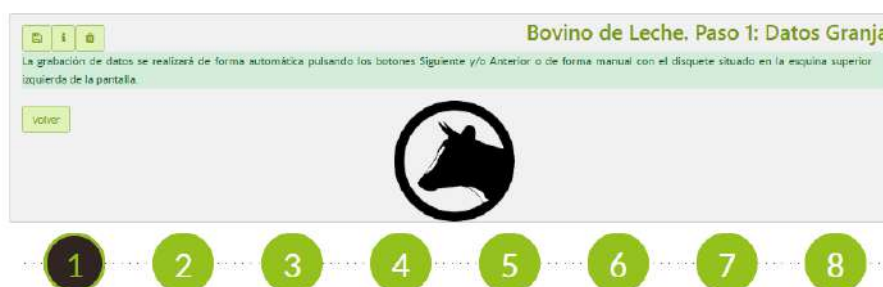 Bovino de Leche. Paso 1: Datos Granja
La grabación de datos se realizará de forma automática pulsando los botones Siguiente y/o Anterior o de forma manual con el disquete situado en la esquina superior
izquierda de la pantalla.
volver
1 2 3 4 5 6 7 8